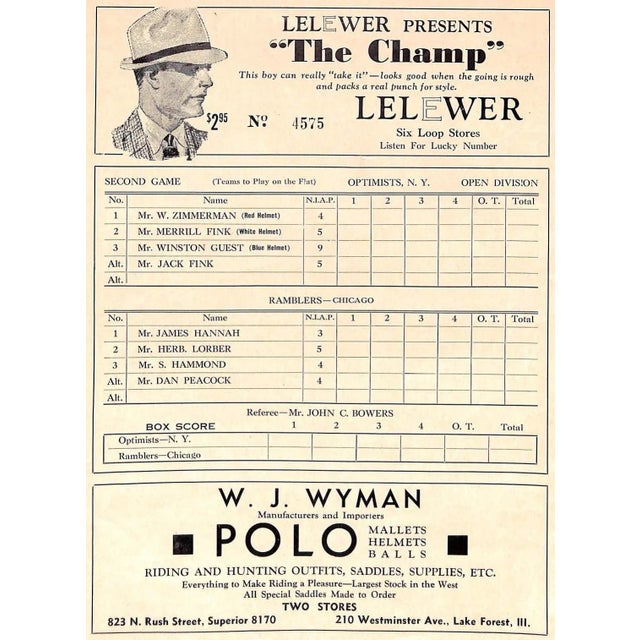 LELEWER PRESENTS
"The Champ"
This boy can really "take it"—looks good when the going is rough
and packs a real punch for style.
$2.95 No. 4575 LELEWER
Six Loop Stores
Listen For Lucky Number
SECOND GAME (Teams to Play on the Flat) OPTIMISTS, N. Y. OPEN DIVISION
No. Name N.I.A.P. 1 2 3 4 O. T. Total
1 Mr. W. ZIMMERMAN (Red Helmet) 4
2 Mr. MERRILL FINK (White Helmet) 5
3 Mr. WINSTON GUEST (Blue Helmet) 9
Alt. Mr. JACK FINK 5
Alt.
RAMBLERS—CHICAGO
No. Name N.I.A.P. 1 2 3 4 O. T. Total
1 Mr. JAMES HANNAH 3
2 Mr. HERB. LORBER 5
3 Mr. S. HAMMOND 4
Alt. Mr. DAN PEACOCK 4
Alt.
Referee—Mr. JOHN C. BOWERS
BOX SCORE 1 2 3 4 O. T. Total
Optimists—N. Y.
Ramblers—Chicago
W. J. WYMAN
Manufacturers and Importers
POLO MALLETS
HELMETS
BALLS
RIDING AND HUNTING OUTFITS, SADDLES, SUPPLIES, ETC.
Everything to Make Riding a Pleasure—Largest Stock in the West
All Special Saddles Made to Order
TWO STORES
823 N. Rush Street, Superior 8170 210 Westminster Ave., Lake Forest, Ill.